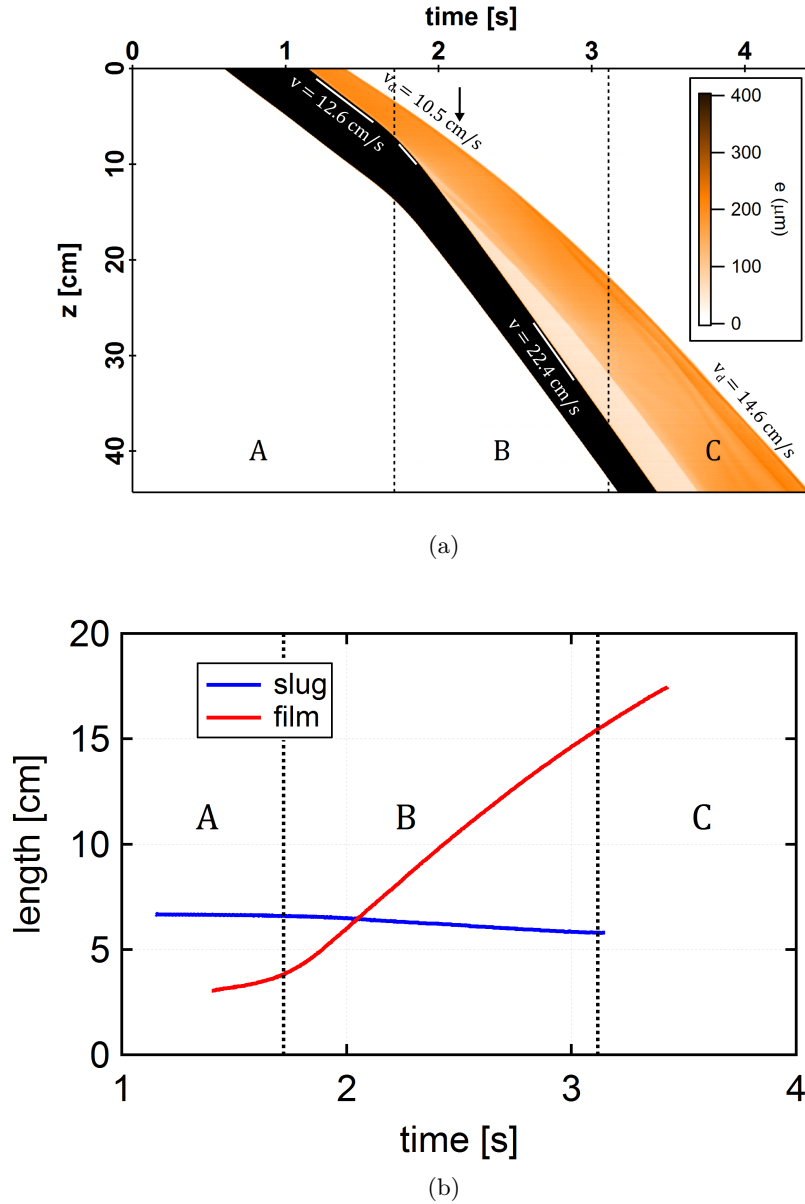 time [s]
0 1 2 3 4
0
10
20
30
40
z [cm]
v = 12.6 cm/s
v_d = 10.5 cm/s
v = 22.4 cm/s
v_d = 14.6 cm/s
400
300
200
100
0
e (µm)
A B C
(a)
20
15
10
5
0
length [cm]
slug
film
A B C
1 2 3 4
time [s]
(b)